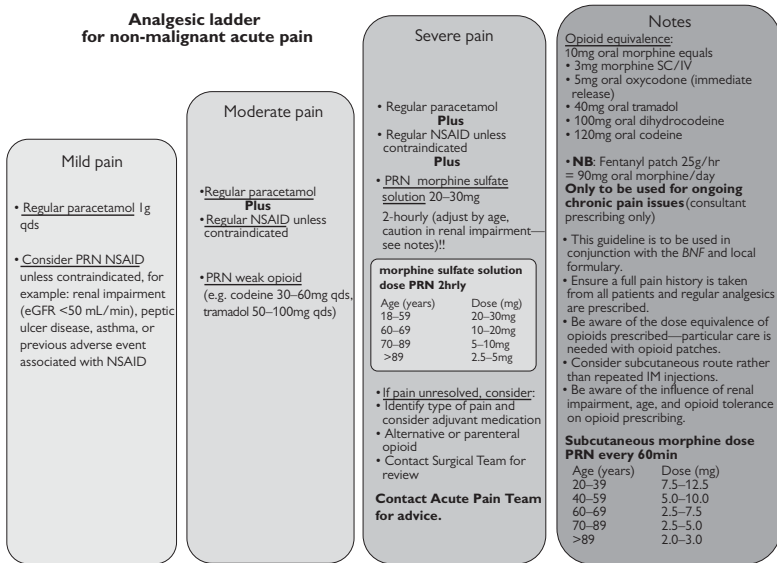 Analgesic ladder
for non-malignant acute pain
Mild pain
• Regular paracetamol 1g
qds
• Consider PRN NSAID
unless contraindicated, for
example: renal impairment
(eGFR <50 mL/min), peptic
ulcer disease, asthma, or
previous adverse event
associated with NSAID
Moderate pain
•Regular paracetamol
Plus
• Regular NSAID unless
contraindicated
• PRN weak opioid
(e.g. codeine 30–60mg qds,
tramadol 50–100mg qds)
Severe pain
• Regular paracetamol
Plus
• Regular NSAID unless
contraindicated
Plus
• PRN morphine sulfate
solution 20–30mg
2-hourly (adjust by age,
caution in renal impairment—
see notes)!!
morphine sulfate solution
dose PRN 2hrly
Age (years) Dose (mg)
18–59 20–30mg
60–69 10–20mg
70–89 5–10mg
>89 2.5–5mg
• If pain unresolved, consider:
• Identify type of pain and
consider adjuvant medication
• Alternative or parenteral
opioid
• Contact Surgical Team for
review
Contact Acute Pain Team
for advice.
Notes
Opioid equivalence:
10mg oral morphine equals
• 3mg morphine SC/IV
• 5mg oral oxycodone (immediate
release)
• 40mg oral tramadol
• 100mg oral dihydrocodeine
• 120mg oral codeine
• NB: Fentanyl patch 25g/hr
= 90mg oral morphine/day
Only to be used for ongoing
chronic pain issues (consultant
prescribing only)
• This guideline is to be used in
conjunction with the BNF and local
formulary.
• Ensure a full pain history is taken
from all patients and regular analgesics
are prescribed.
• Be aware of the dose equivalence of
opioids prescribed—particular care is
needed with opioid patches.
• Consider subcutaneous route rather
than repeated IM injections.
• Be aware of the influence of renal
impairment, age, and opioid tolerance
on opioid prescribing.
Subcutaneous morphine dose
PRN every 60min
Age (years) Dose (mg)
20–39 7.5–12.5
40–59 5.0–10.0
60–69 2.5–7.5
70–89 2.5–5.0
>89 2.0–3.0